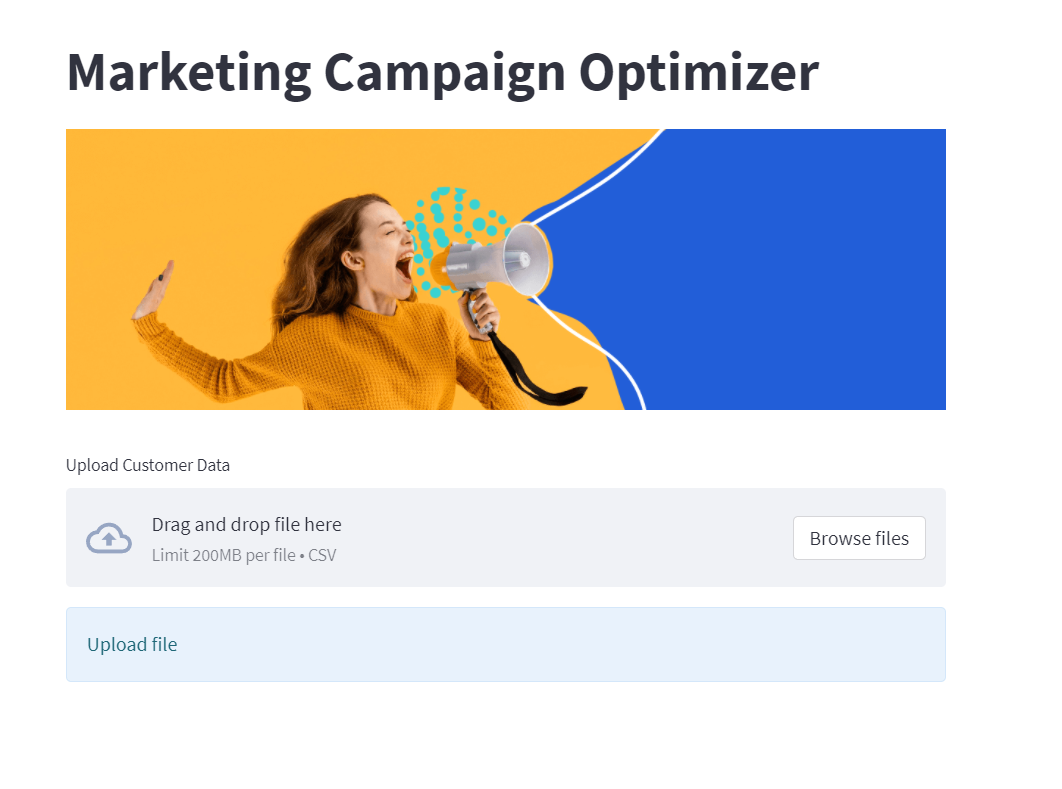 Marketing Campaign Optimizer
Upload Customer Data
Drag and drop file here
Limit 200MB per file • CSV
Browse files
Upload file